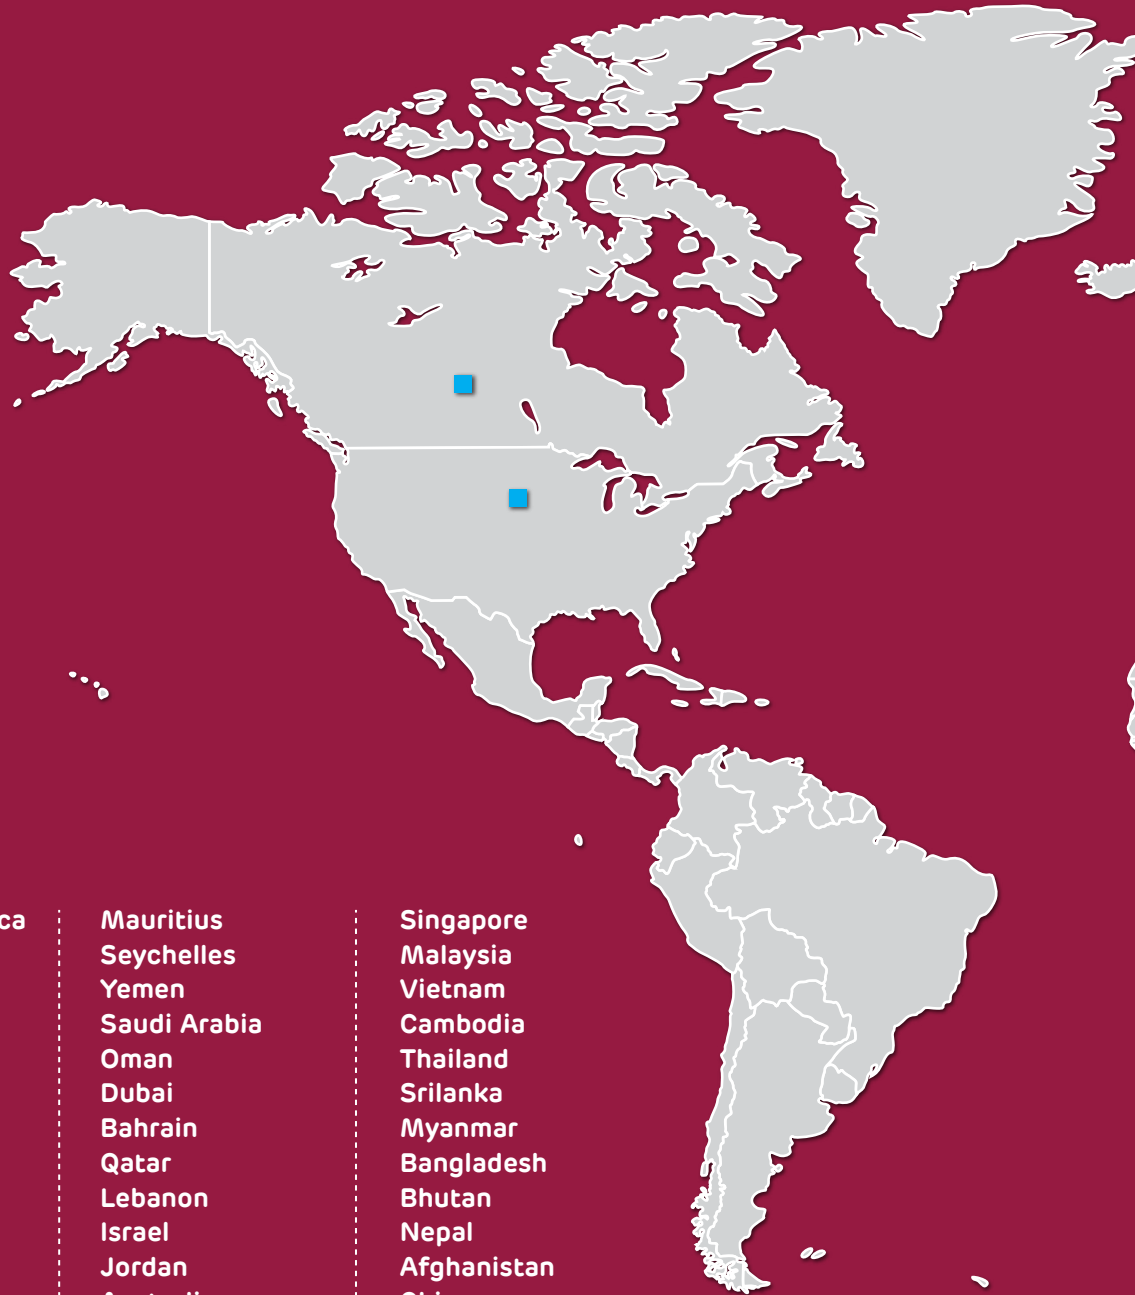 ca
Mauritius
Seychelles
Yemen
Saudi Arabia
Oman
Dubai
Bahrain
Qatar
Lebanon
Israel
Jordan
Singapore
Malaysia
Vietnam
Cambodia
Thailand
Srilanka
Myanmar
Bangladesh
Bhutan
Nepal
Afghanistan